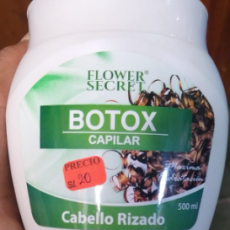 FLOWER®
SECRET
BOTOX
CAPILAR
PRECIO
S/. 20
500 ml
Cabello Rizado